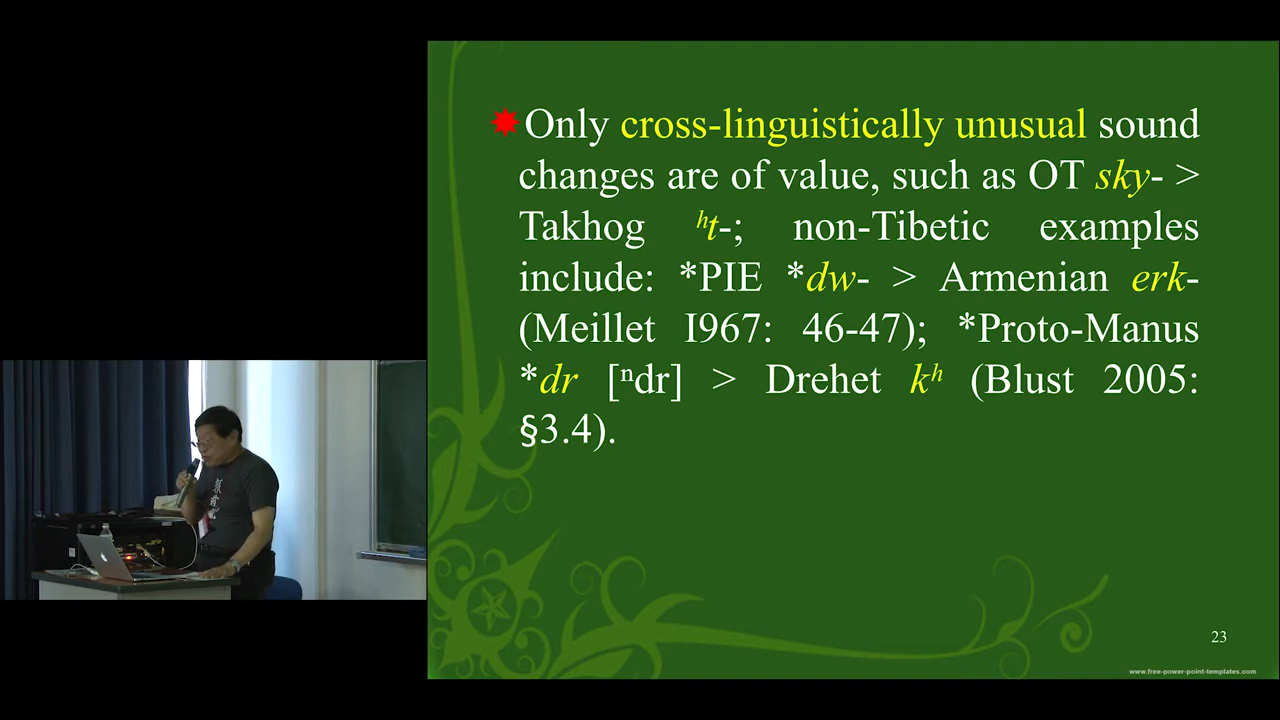 Only cross-linguistically unusual sound
changes are of value, such as OT sky- >
Takhog ʰt-; non-Tibetic examples
include: *PIE *dw- > Armenian erk-
(Meillet I967: 46-47); *Proto-Manus
*dr [ⁿdr] > Drehet kʰ (Blust 2005:
§3.4).
23
www.free-power-point-templates.com